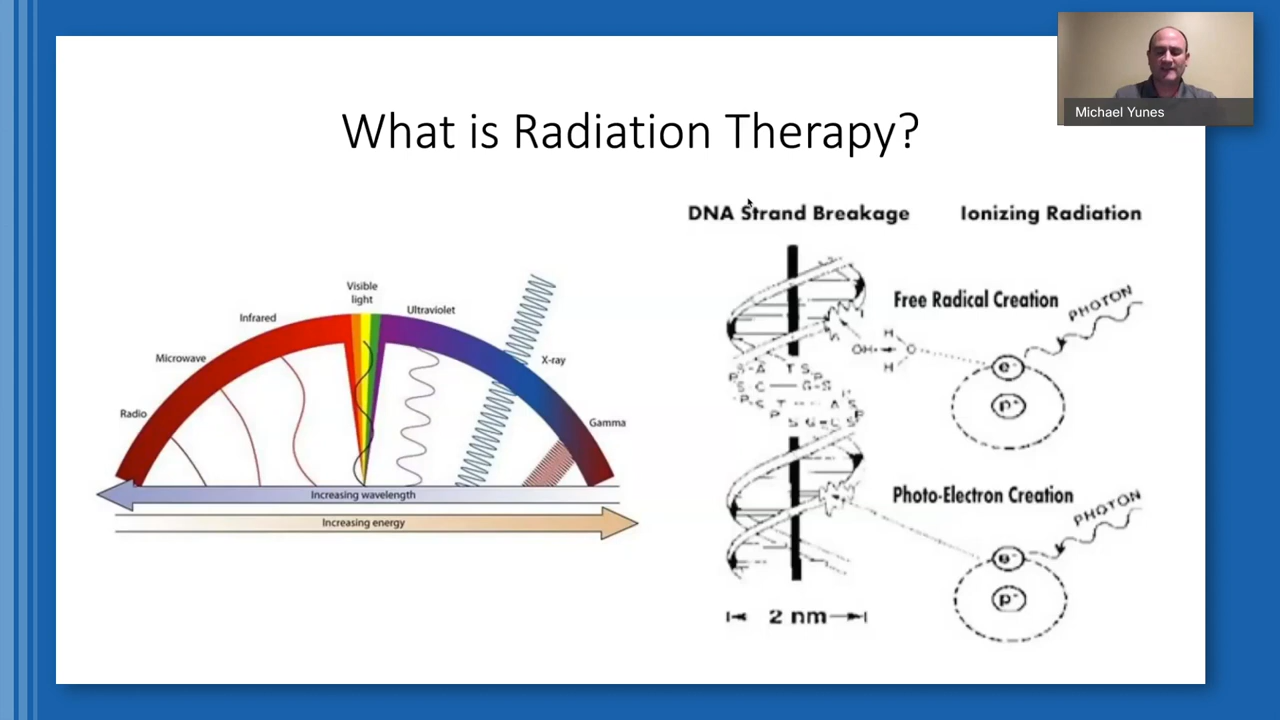 Michael Yunes
What is Radiation Therapy?
Visible
light
Infrared
Ultraviolet
Microwave
X-ray
Radio
Gamma
Increasing wavelength
Increasing energy
DNA Strand Breakage
Ionizing Radiation
Free Radical Creation
PHOTON
H
OH
O
H
e-
P+
S-A T S
P
S C G-S
P
Photo-Electron Creation
PHOTON
e-
2 nm